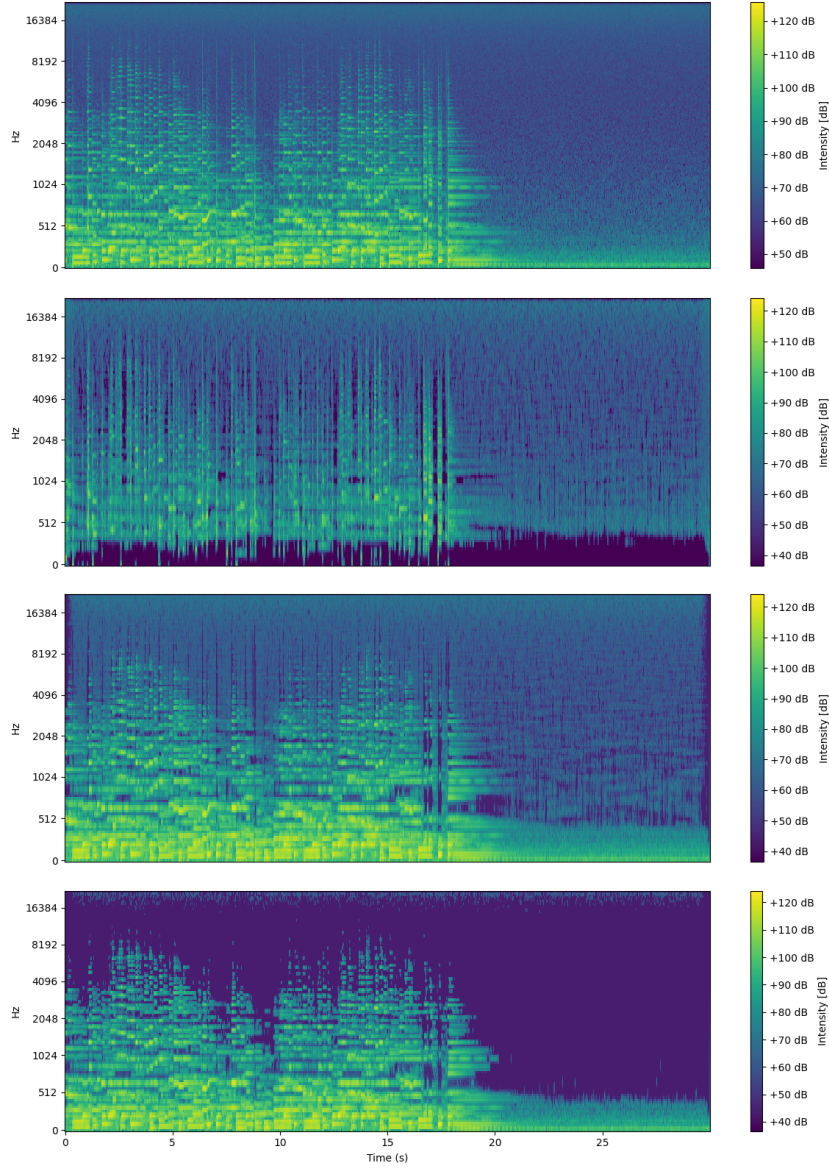 16384
8192
4096
2048
1024
512
0
Hz
+120 dB
+110 dB
+100 dB
+90 dB
+80 dB
+70 dB
+60 dB
+50 dB
Intensity [dB]
16384
8192
4096
2048
1024
512
0
Hz
+120 dB
+110 dB
+100 dB
+90 dB
+80 dB
+70 dB
+60 dB
+50 dB
+40 dB
Intensity [dB]
16384
8192
4096
2048
1024
512
0
Hz
+120 dB
+110 dB
+100 dB
+90 dB
+80 dB
+70 dB
+60 dB
+50 dB
+40 dB
Intensity [dB]
16384
8192
4096
2048
1024
512
0
Hz
0 5 10 15 20 25
Time (s)
+120 dB
+110 dB
+100 dB
+90 dB
+80 dB
+70 dB
+60 dB
+50 dB
+40 dB
Intensity [dB]